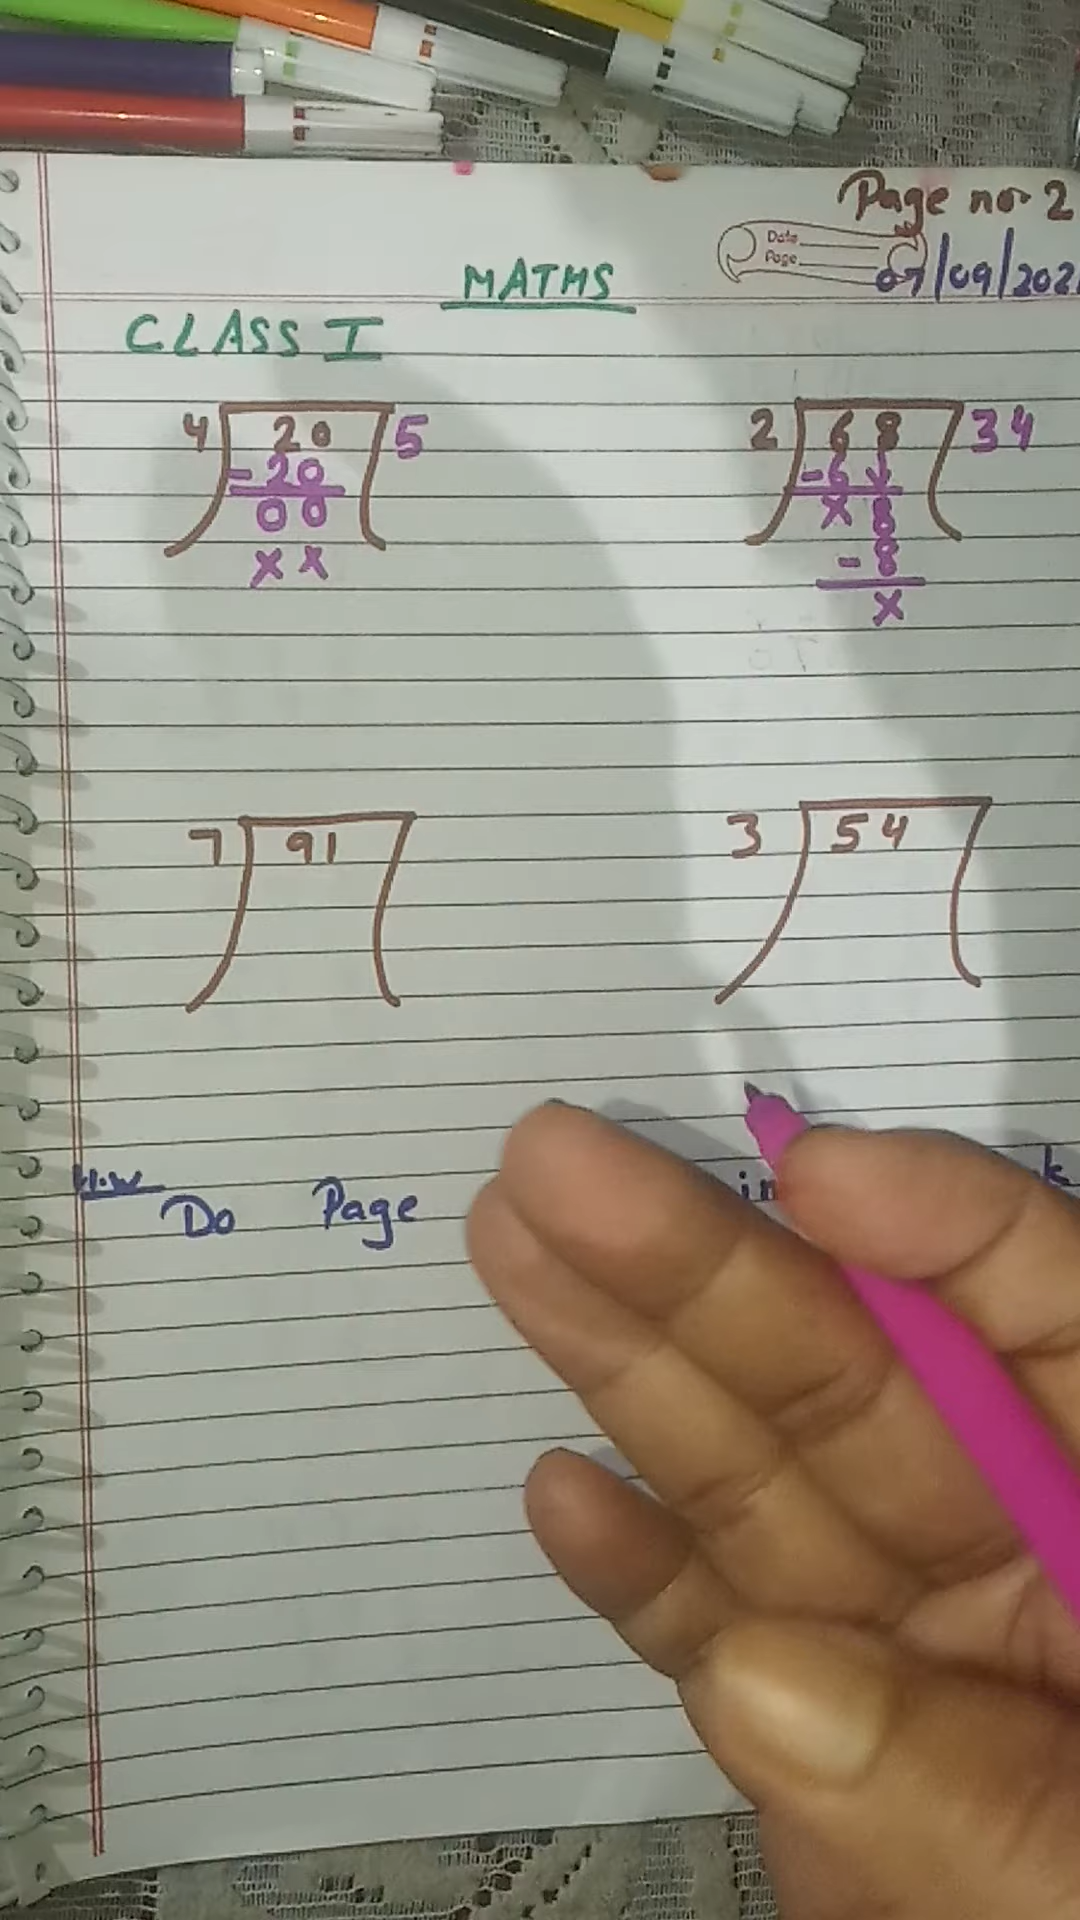 Page no. 2
Date
Page
07/09/202
MATHS
CLASS I
4 20 5
-20
00
x x
2 68 34
-6↓
x8
-8
x
7 91
3 54
H.W
Do Page